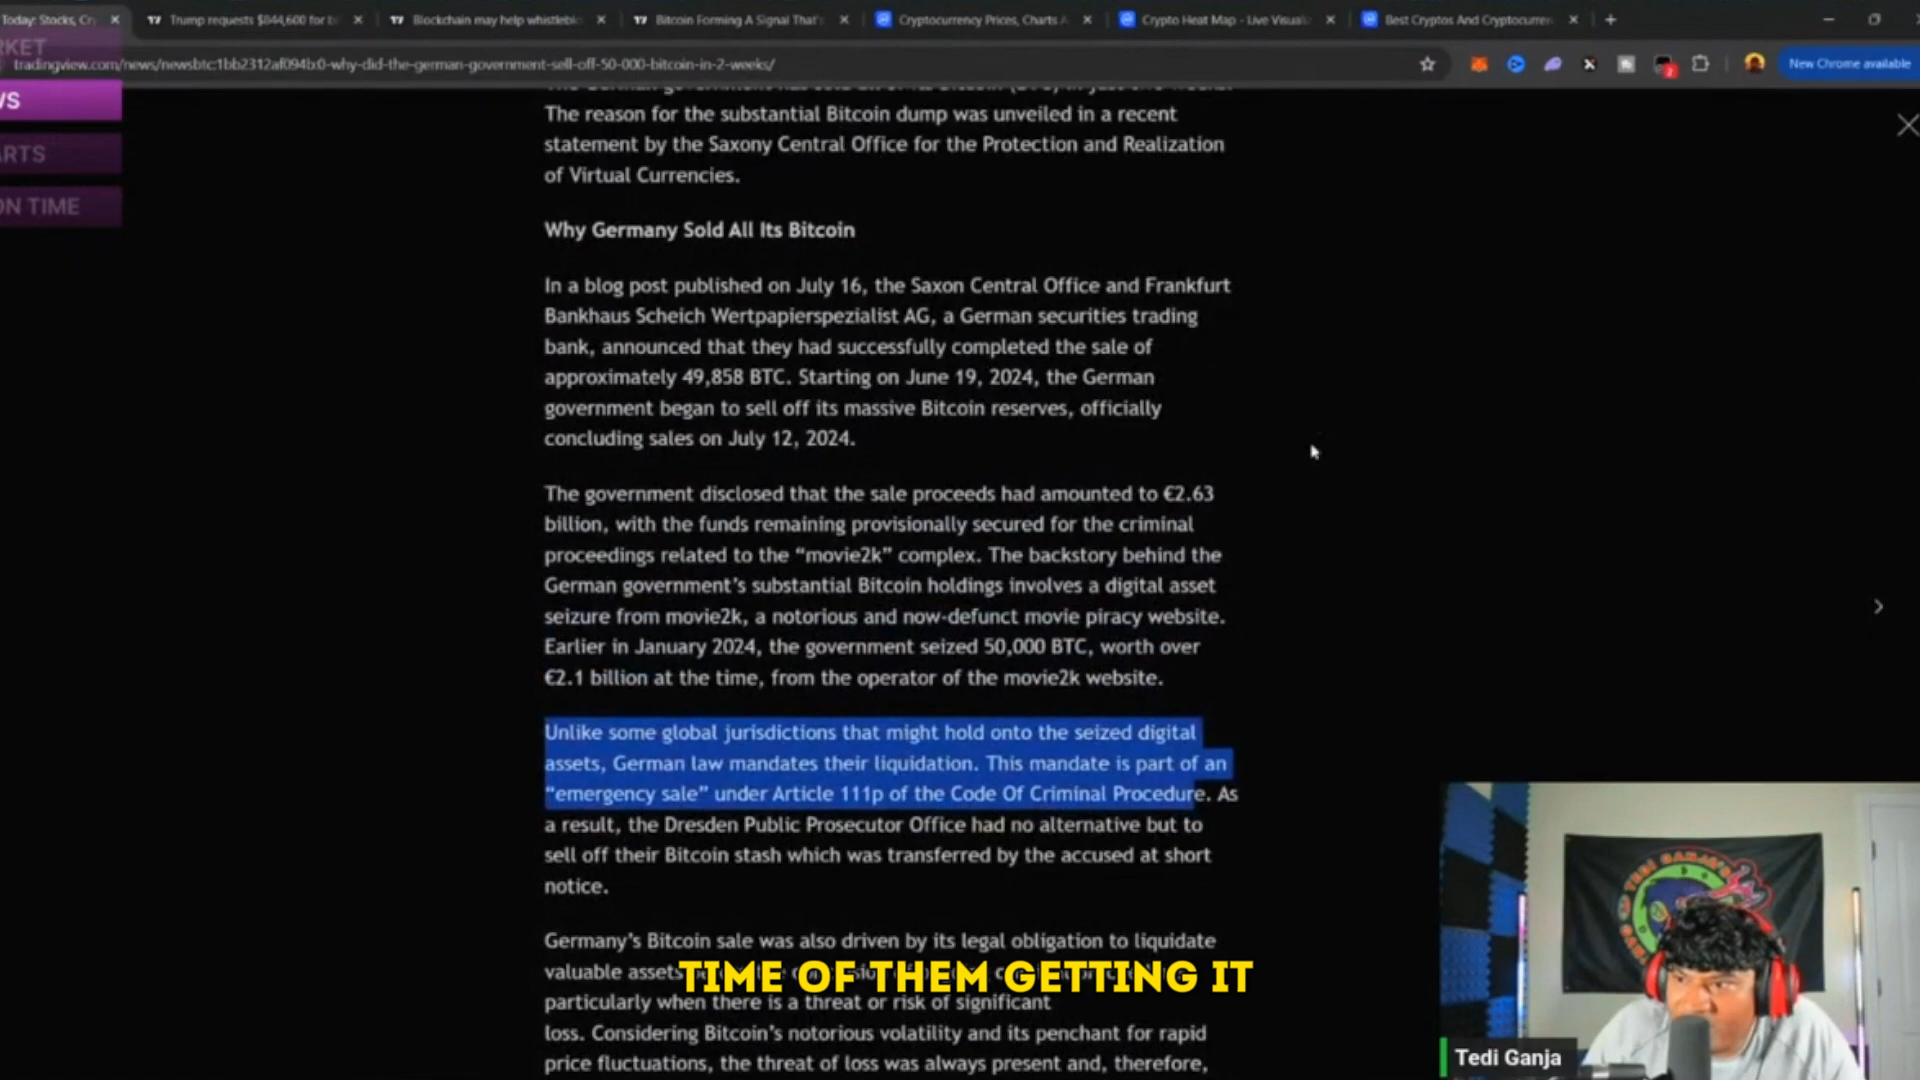 Today: Stocks, Cry
Trump requests $844,600 for b
Blockchain may help whistleblo
Bitcoin Forming A Signal That'
Cryptocurrency Prices, Charts A
Crypto Heat Map - Live Visuali
Best Cryptos And Cryptocurren
tradingview.com/news/newsbtc:1bb2312af094b:0-why-did-the-german-government-sell-off-50-000-bitcoin-in-2-weeks/
2
New Chrome available
RKET
WS
ARTS
ON TIME
The reason for the substantial Bitcoin dump was unveiled in a recent
statement by the Saxony Central Office for the Protection and Realization
of Virtual Currencies.
Why Germany Sold All Its Bitcoin
In a blog post published on July 16, the Saxon Central Office and Frankfurt
Bankhaus Scheich Wertpapierspezialist AG, a German securities trading
bank, announced that they had successfully completed the sale of
approximately 49,858 BTC. Starting on June 19, 2024, the German
government began to sell off its massive Bitcoin reserves, officially
concluding sales on July 12, 2024.
The government disclosed that the sale proceeds had amounted to €2.63
billion, with the funds remaining provisionally secured for the criminal
proceedings related to the “movie2k” complex. The backstory behind the
German government’s substantial Bitcoin holdings involves a digital asset
seizure from movie2k, a notorious and now-defunct movie piracy website.
Earlier in January 2024, the government seized 50,000 BTC, worth over
€2.1 billion at the time, from the operator of the movie2k website.
Unlike some global jurisdictions that might hold onto the seized digital
assets, German law mandates their liquidation. This mandate is part of an
“emergency sale” under Article 111p of the Code Of Criminal Procedure. As
a result, the Dresden Public Prosecutor Office had no alternative but to
sell off their Bitcoin stash which was transferred by the accused at short
notice.
Germany’s Bitcoin sale was also driven by its legal obligation to liquidate
valuable assets
TIME OF THEM GETTING IT
particularly when there is a threat or risk of significant
loss. Considering Bitcoin’s notorious volatility and its penchant for rapid
price fluctuations, the threat of loss was always present and, therefore,
Tedi Ganja